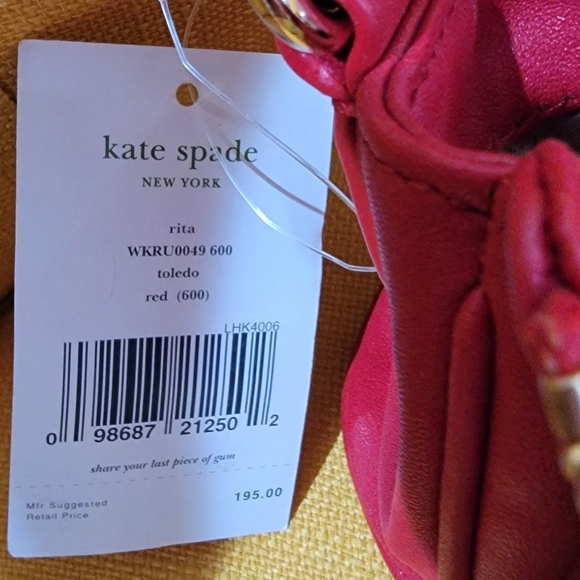 kate spade
NEW YORK
rita
WKRU0049 600
toledo
red (600)
LHK4006
0 98687 21250 2
share your last piece of gum
Mfr Suggested
Retail Price
195.00